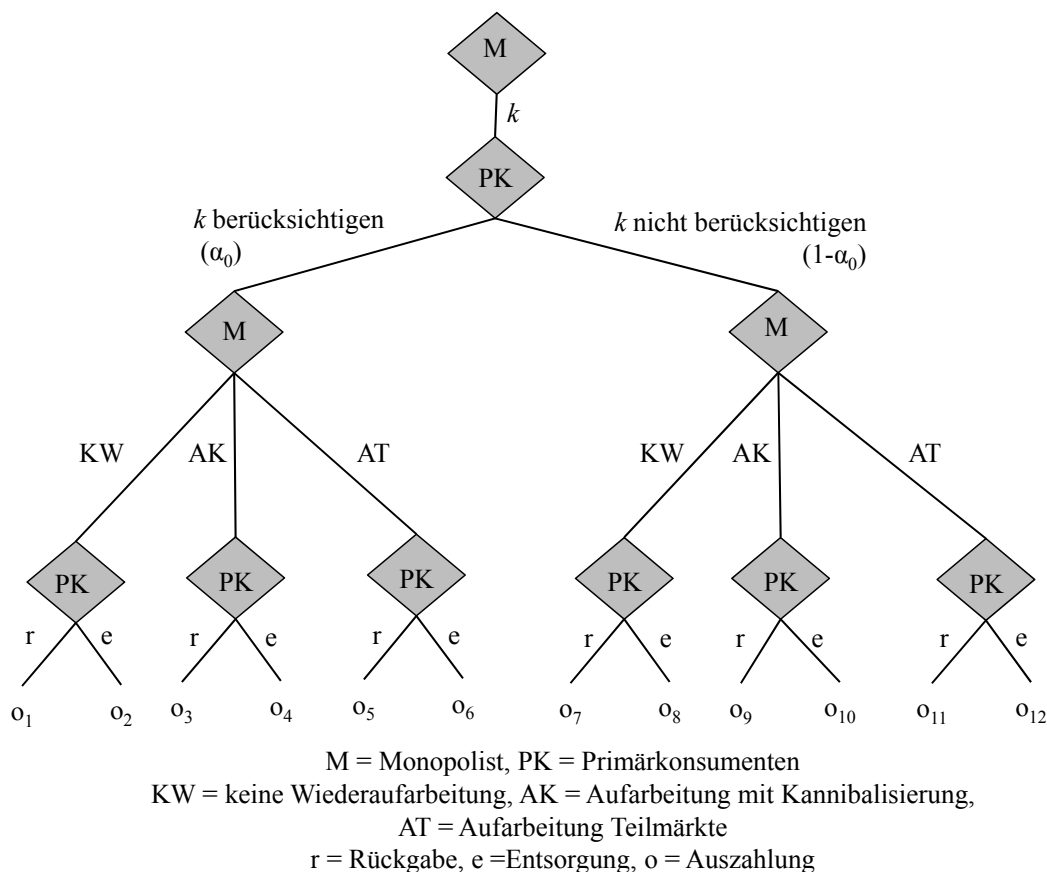 M
k
PK
k berücksichtigen
(α₀)
k nicht berücksichtigen
(1-α₀)
M M
KW AK AT KW AK AT
PK PK PK PK PK PK
r e r e r e r e r e r e
o₁ o₂ o₃ o₄ o₅ o₆ o₇ o₈ o₉ o₁₀ o₁₁ o₁₂
M = Monopolist, PK = Primärkonsumenten
KW = keine Wiederaufarbeitung, AK = Aufarbeitung mit Kannibalisierung,
AT = Aufarbeitung Teilmärkte
r = Rückgabe, e =Entsorgung, o = Auszahlung